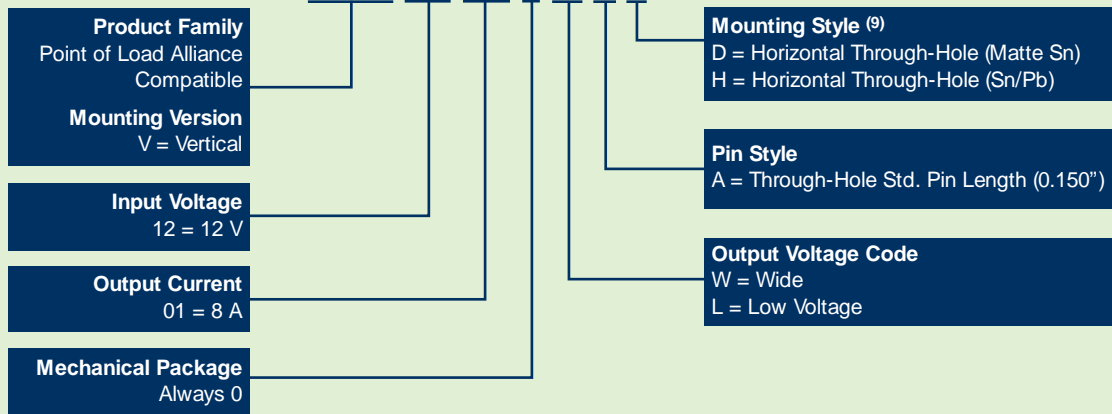 Product Family
Point of Load Alliance
Compatible
Mounting Version
V = Vertical
Input Voltage
12 = 12 V
Output Current
01 = 8 A
Mechanical Package
Always 0
Mounting Style (9)
D = Horizontal Through-Hole (Matte Sn)
H = Horizontal Through-Hole (Sn/Pb)
Pin Style
A = Through-Hole Std. Pin Length (0.150”)
Output Voltage Code
W = Wide
L = Low Voltage